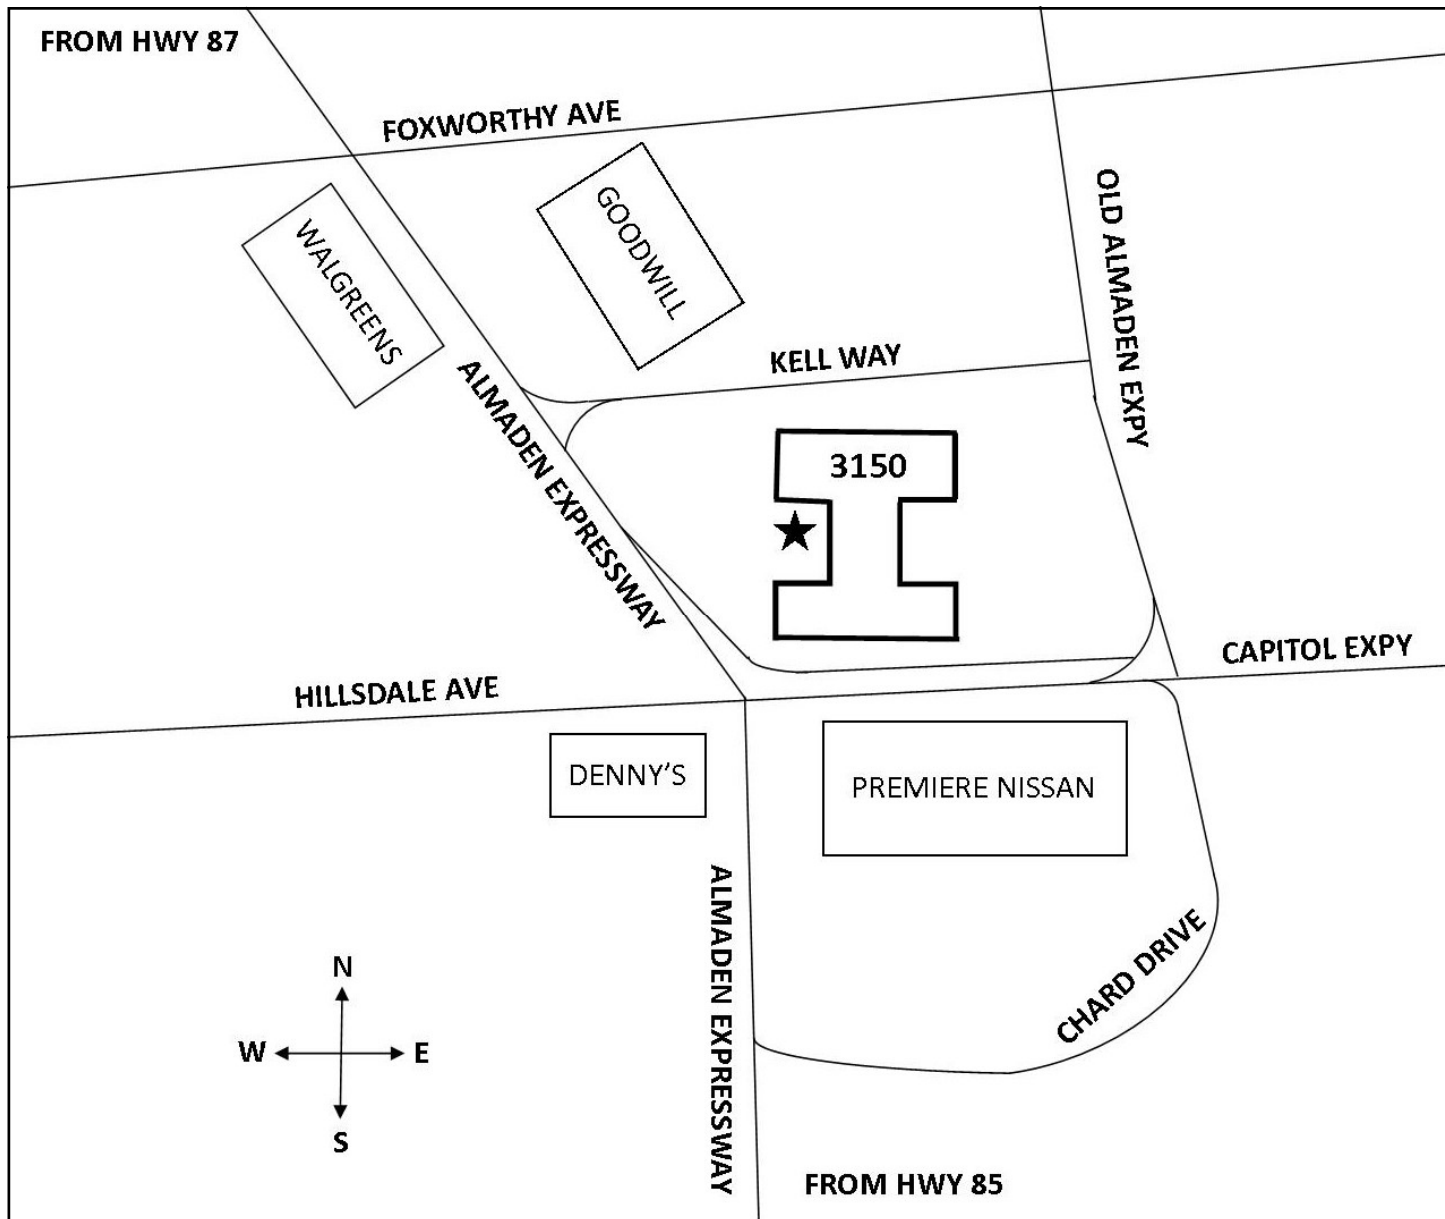 FROM HWY 87
FOXWORTHY AVE
WALGREENS
GOODWILL
OLD ALMADEN EXPY
KELL WAY
ALMADEN EXPRESSWAY
3150
HILLSDALE AVE
CAPITOL EXPY
DENNY'S
PREMIERE NISSAN
ALMADEN EXPRESSWAY
CHARD DRIVE
N
W
E
S
FROM HWY 85